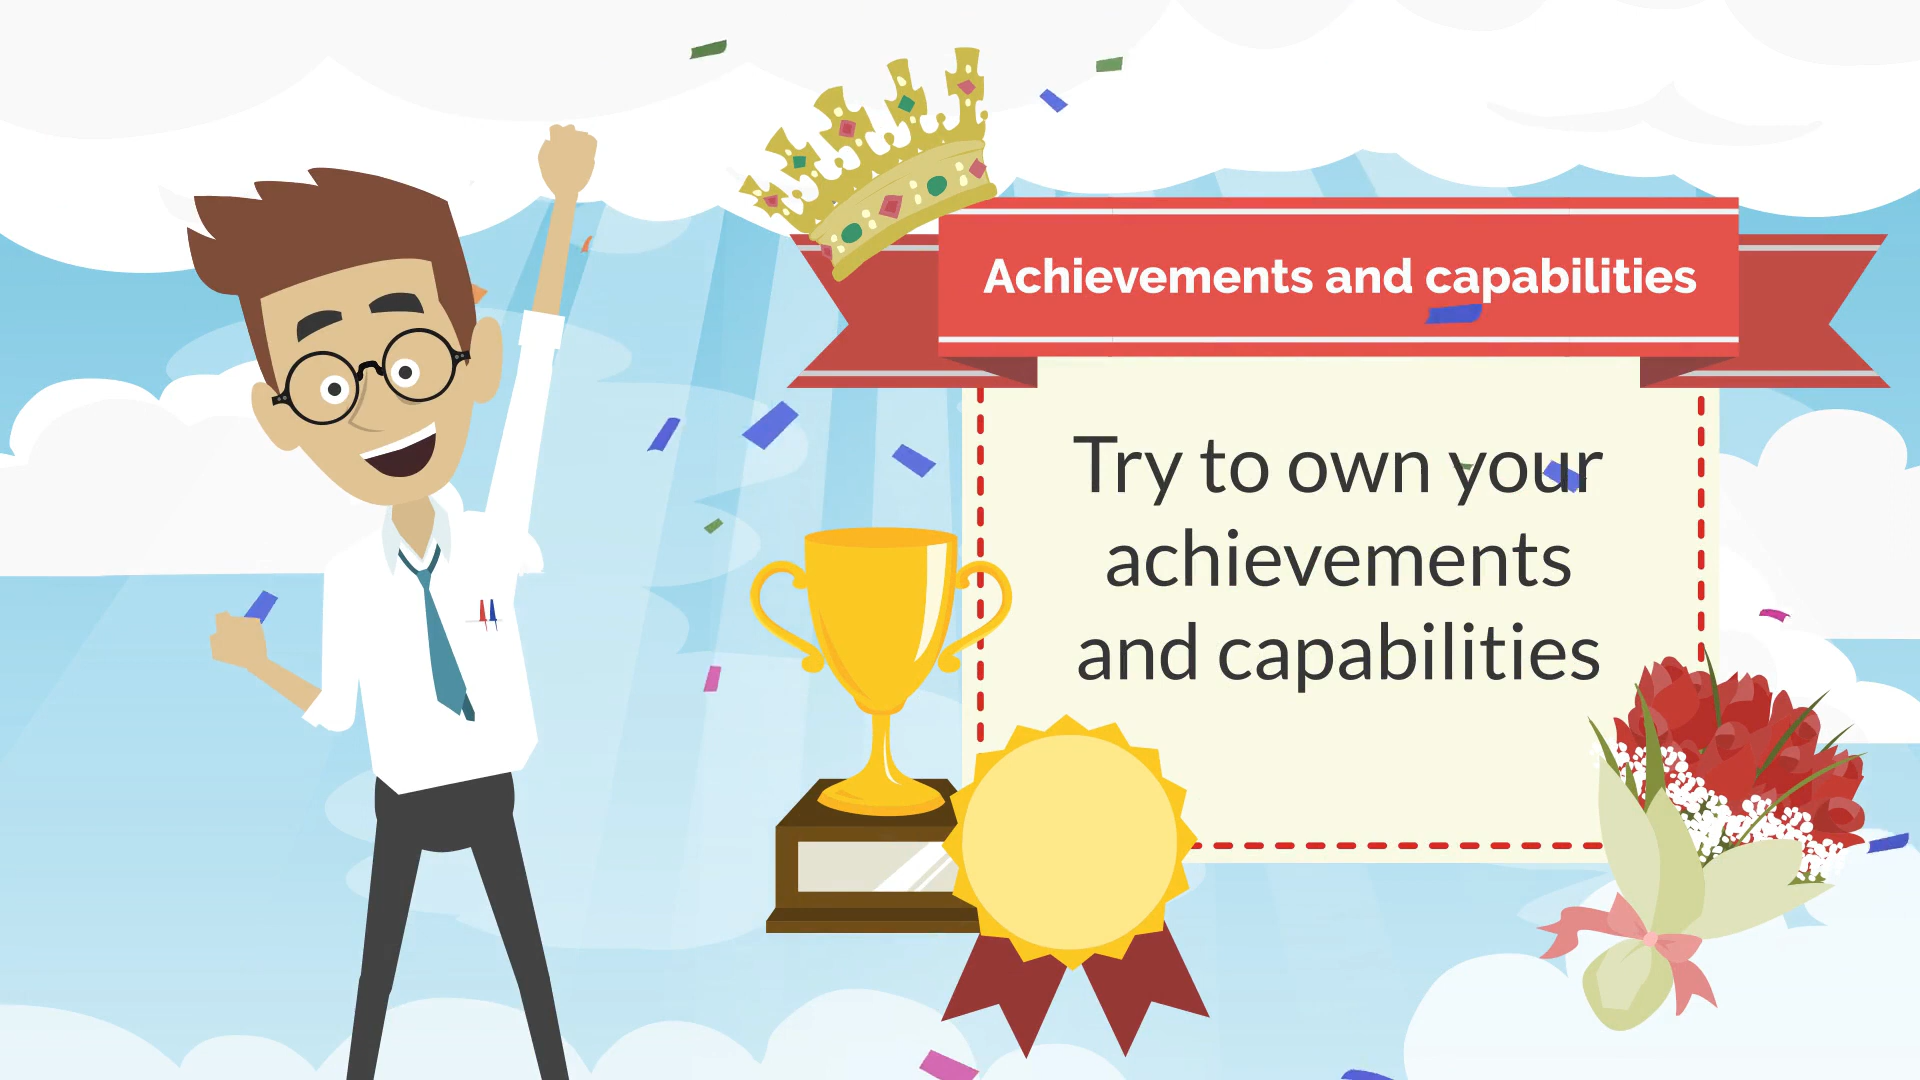 Achievements and capabilities
Try to own your
achievements
and capabilities